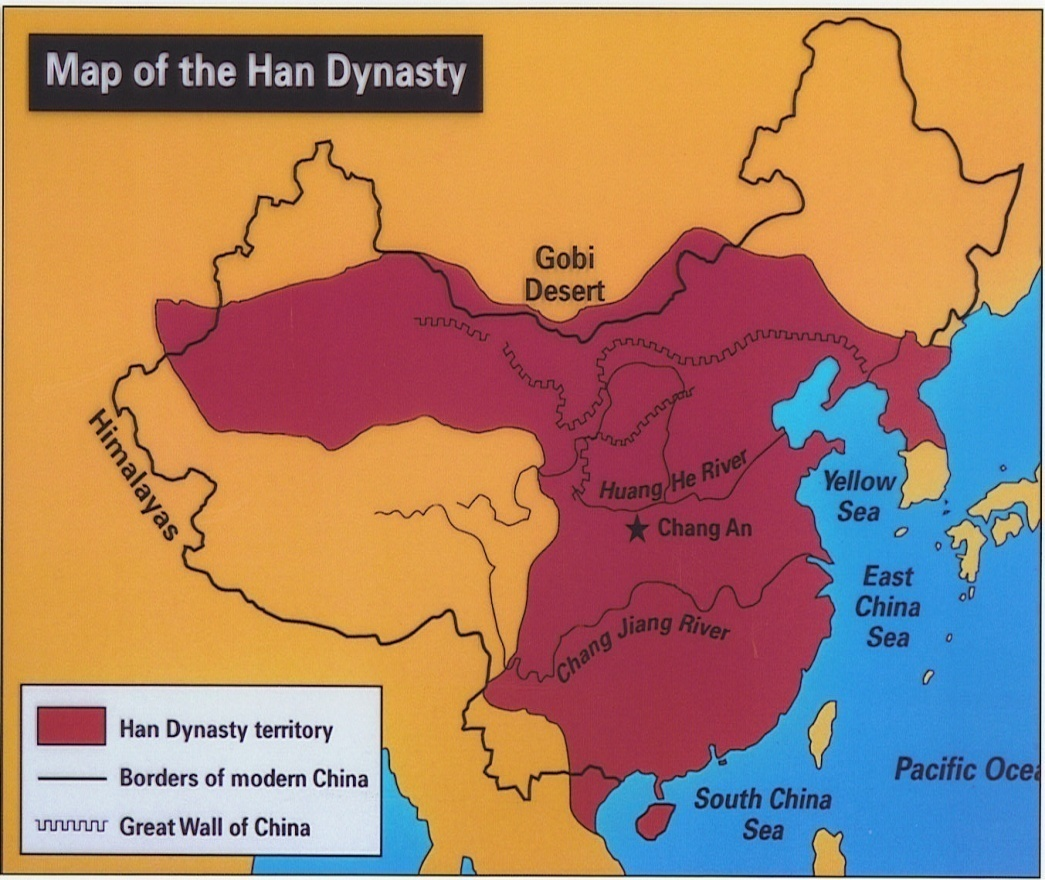 Map of the Han Dynasty
Gobi
Desert
Himalayas
Huang He River
Yellow
Sea
Chang An
East
China
Sea
Chang Jiang River
Han Dynasty territory
Borders of modern China
Great Wall of China
Pacific Ocea
South China
Sea